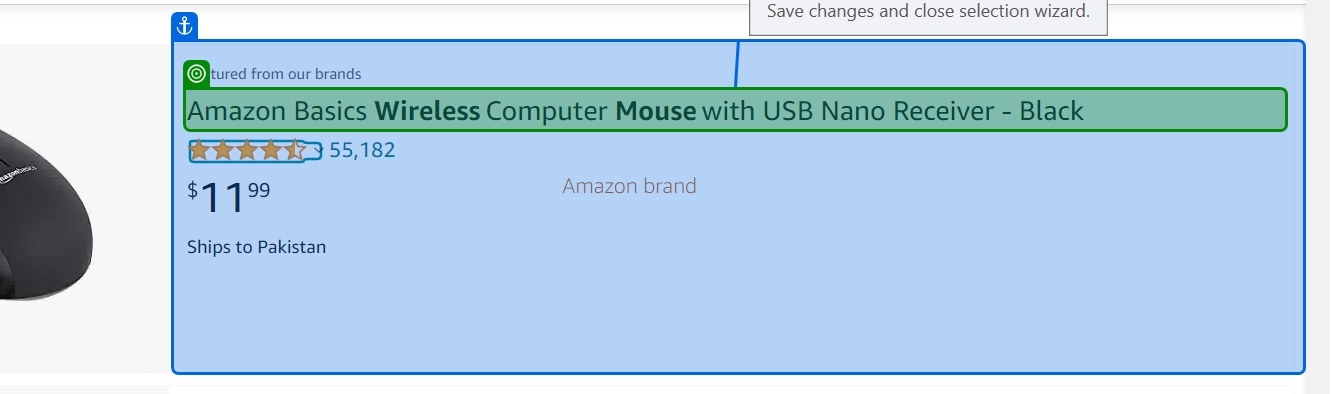 Save changes and close selection wizard.
tured from our brands
Amazon Basics Wireless Computer Mouse with USB Nano Receiver - Black
55,182
$11 99
Amazon brand
Ships to Pakistan
amazonbasics